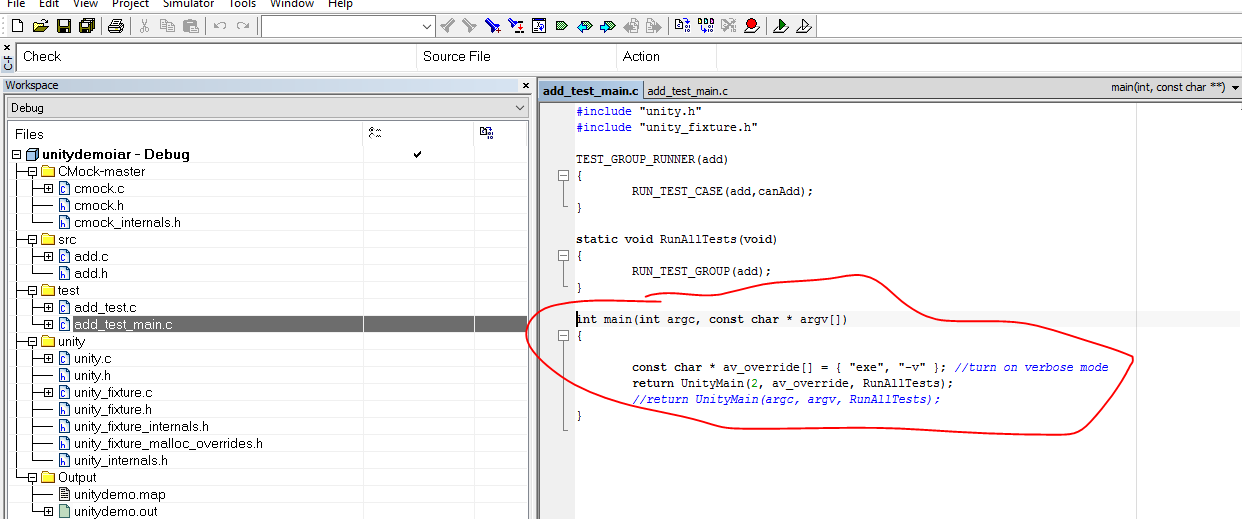 File Edit View Project Simulator Tools Window Help
Check Source File Action
Workspace
Debug
Files
unitydemoiar - Debug
CMock-master
cmock.c
cmock.h
cmock_internals.h
src
add.c
add.h
test
add_test.c
add_test_main.c
unity
unity.c
unity.h
unity_fixture.c
unity_fixture.h
unity_fixture_internals.h
unity_fixture_malloc_overrides.h
unity_internals.h
Output
unitydemo.map
unitydemo.out
add_test_main.c add_test_main.c main(int, const char **)
#include "unity.h"
#include "unity_fixture.h"
TEST_GROUP_RUNNER(add)
{
RUN_TEST_CASE(add,canAdd);
}
static void RunAllTests(void)
{
RUN_TEST_GROUP(add);
}
int main(int argc, const char * argv[])
{
const char * av_override[] = { "exe", "-v" }; //turn on verbose mode
return UnityMain(2, av_override, RunAllTests);
//return UnityMain(argc, argv, RunAllTests);
}